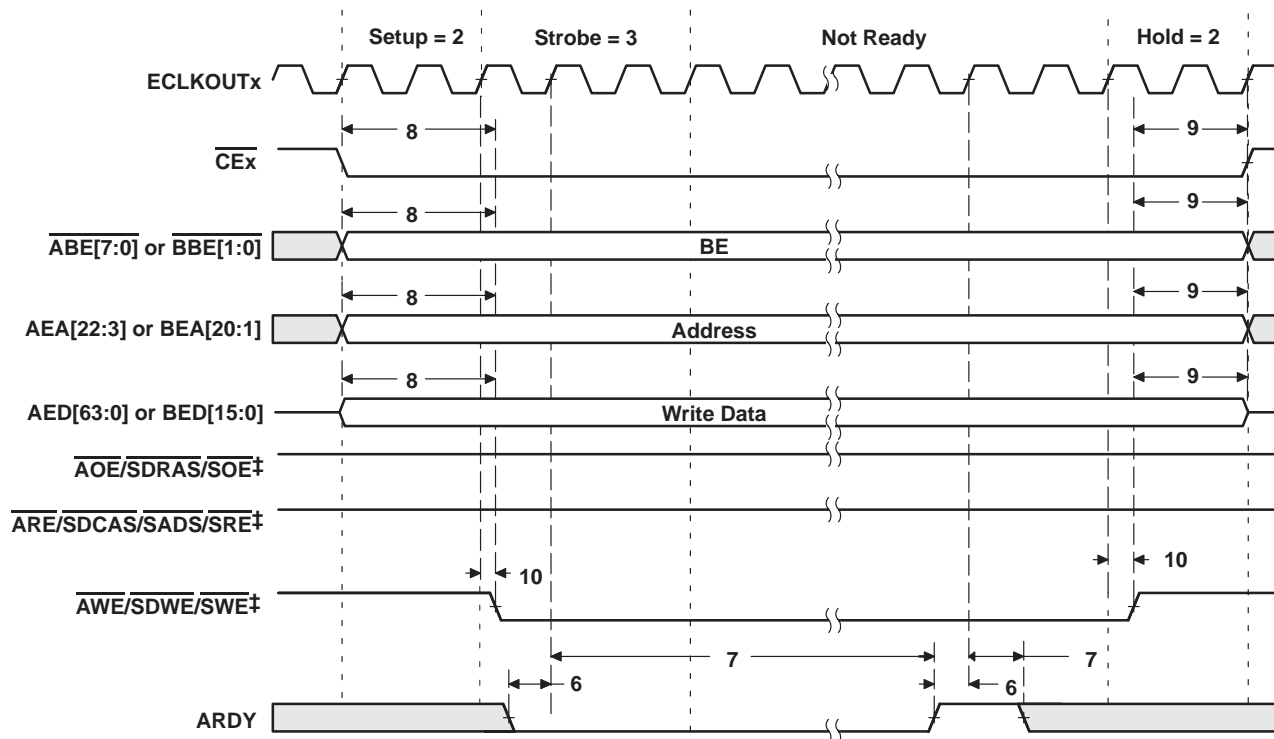 Setup = 2 Strobe = 3 Not Ready Hold = 2
ECLKOUTx
8 9
CEx
8 9
ABE[7:0] or BBE[1:0] BE
8 9
AEA[22:3] or BEA[20:1] Address
8 9
AED[63:0] or BED[15:0] Write Data
AOE/SDRAS/SOE‡
ARE/SDCAS/SADS/SRE‡
10 10
AWE/SDWE/SWE‡
7 7
6 6
ARDY